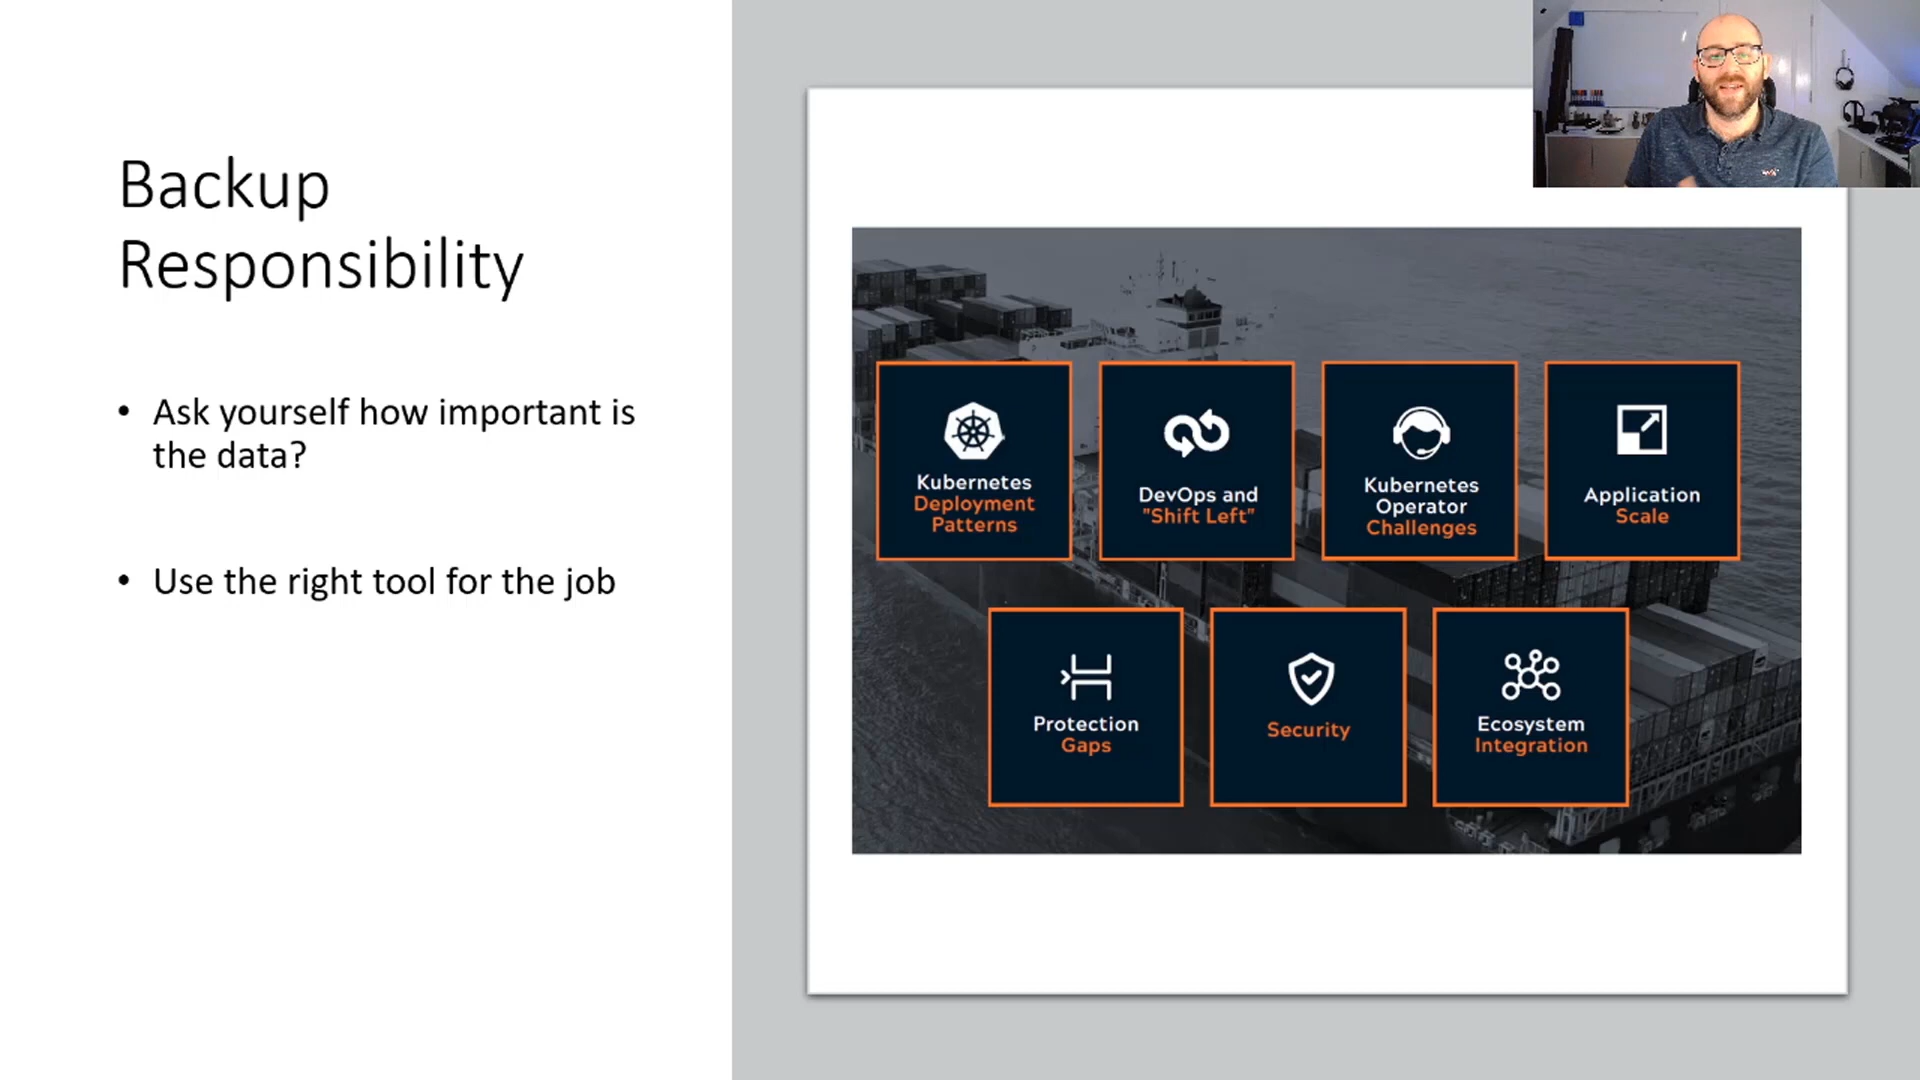 Backup
Responsibility
• Ask yourself how important is
the data?
• Use the right tool for the job
Kubernetes
Deployment
Patterns
DevOps and
"Shift Left"
Kubernetes
Operator
Challenges
Application
Scale
Protection
Gaps
Security
Ecosystem
Integration